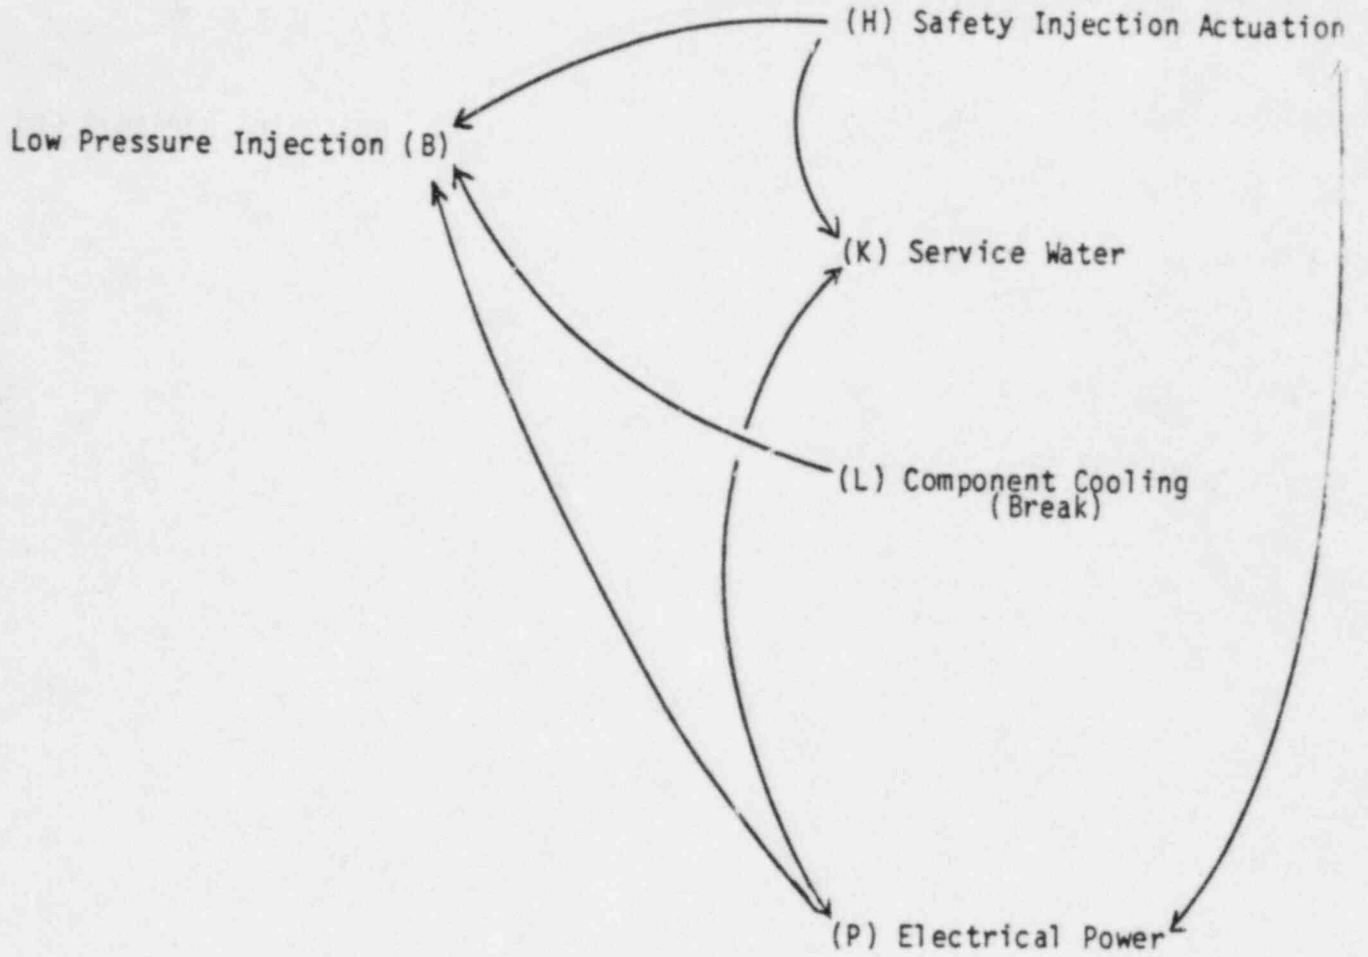 (H) Safety Injection Actuation
Low Pressure Injection (B)
(K) Service Water
(L) Component Cooling
(Break)
(P) Electrical Power